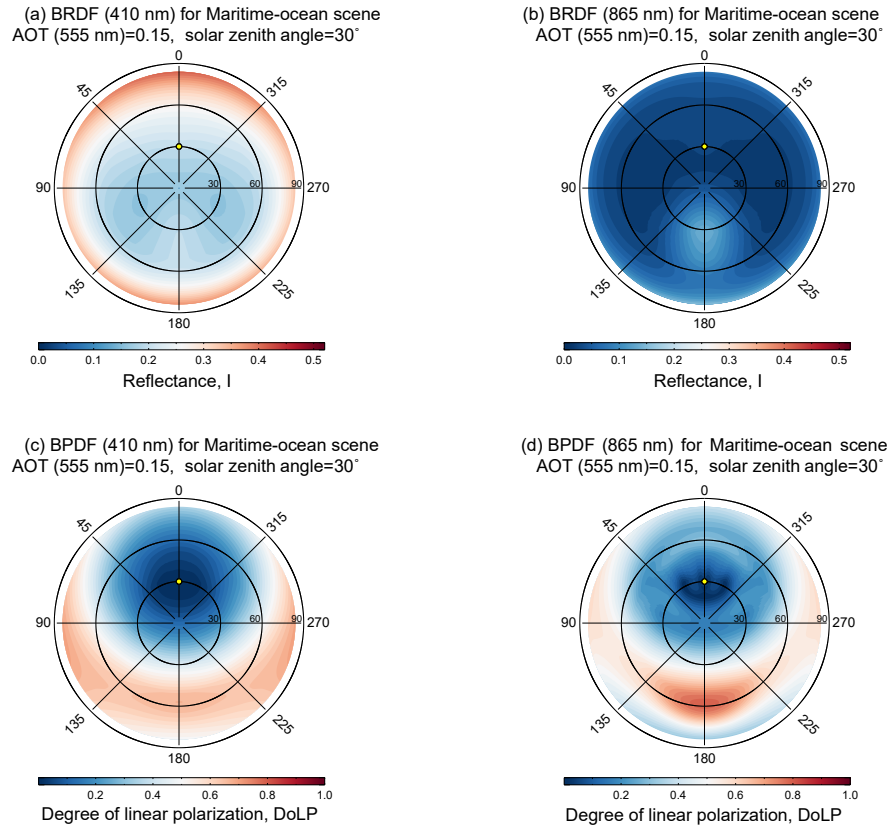 (a) BRDF (410 nm) for Maritime-ocean scene
AOT (555 nm)=0.15, solar zenith angle=30°
0
45
315
90
30
60
90
270
135
225
180
0.0 0.1 0.2 0.3 0.4 0.5
Reflectance, I
(b) BRDF (865 nm) for Maritime-ocean scene
AOT (555 nm)=0.15, solar zenith angle=30°
0
45
315
90
30
60
90
270
135
225
180
0.0 0.1 0.2 0.3 0.4 0.5
Reflectance, I
(c) BPDF (410 nm) for Maritime-ocean scene
AOT (555 nm)=0.15, solar zenith angle=30°
0
45
315
90
30
60
90
270
135
225
180
0.2 0.4 0.6 0.8 1.0
Degree of linear polarization, DoLP
(d) BPDF (865 nm) for Maritime-ocean scene
AOT (555 nm)=0.15, solar zenith angle=30°
0
45
315
90
30
60
90
270
135
225
180
0.2 0.4 0.6 0.8 1.0
Degree of linear polarization, DoLP